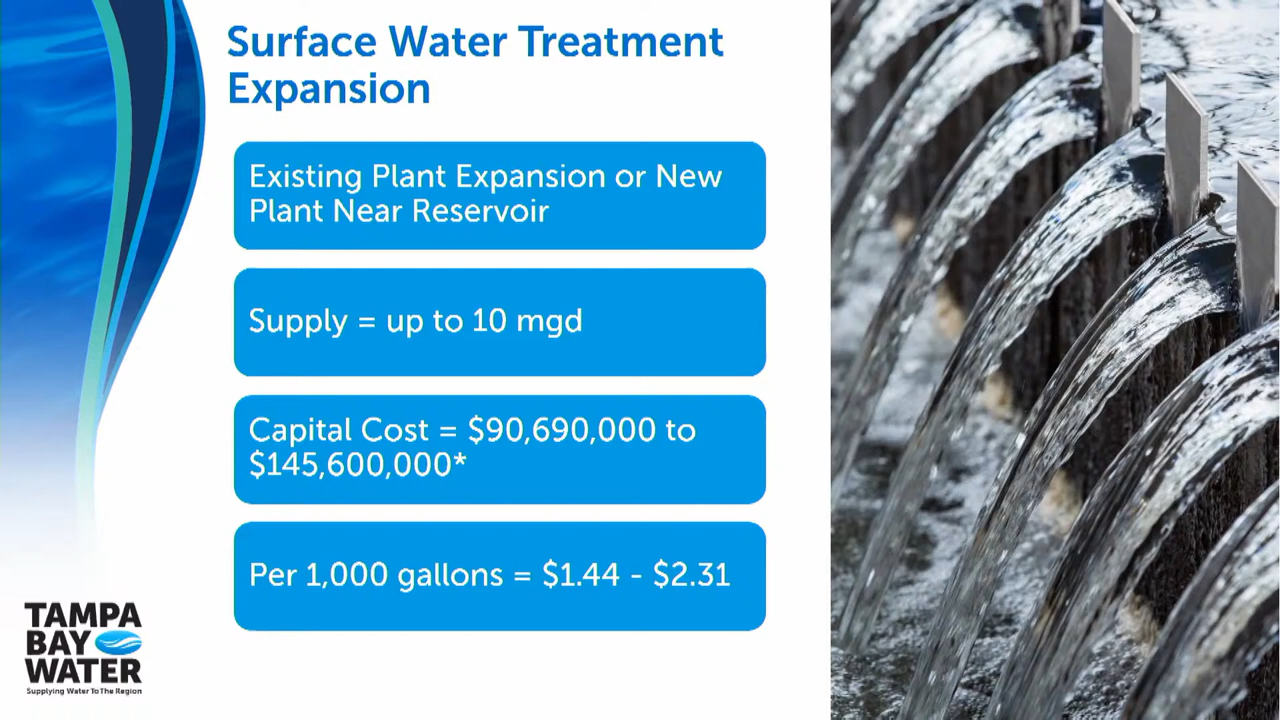 Surface Water Treatment
Expansion
Existing Plant Expansion or New
Plant Near Reservoir
Supply = up to 10 mgd
Capital Cost = $90,690,000 to
$145,600,000*
Per 1,000 gallons = $1.44 - $2.31
TAMPA
BAY
WATER
Supplying Water To The Region